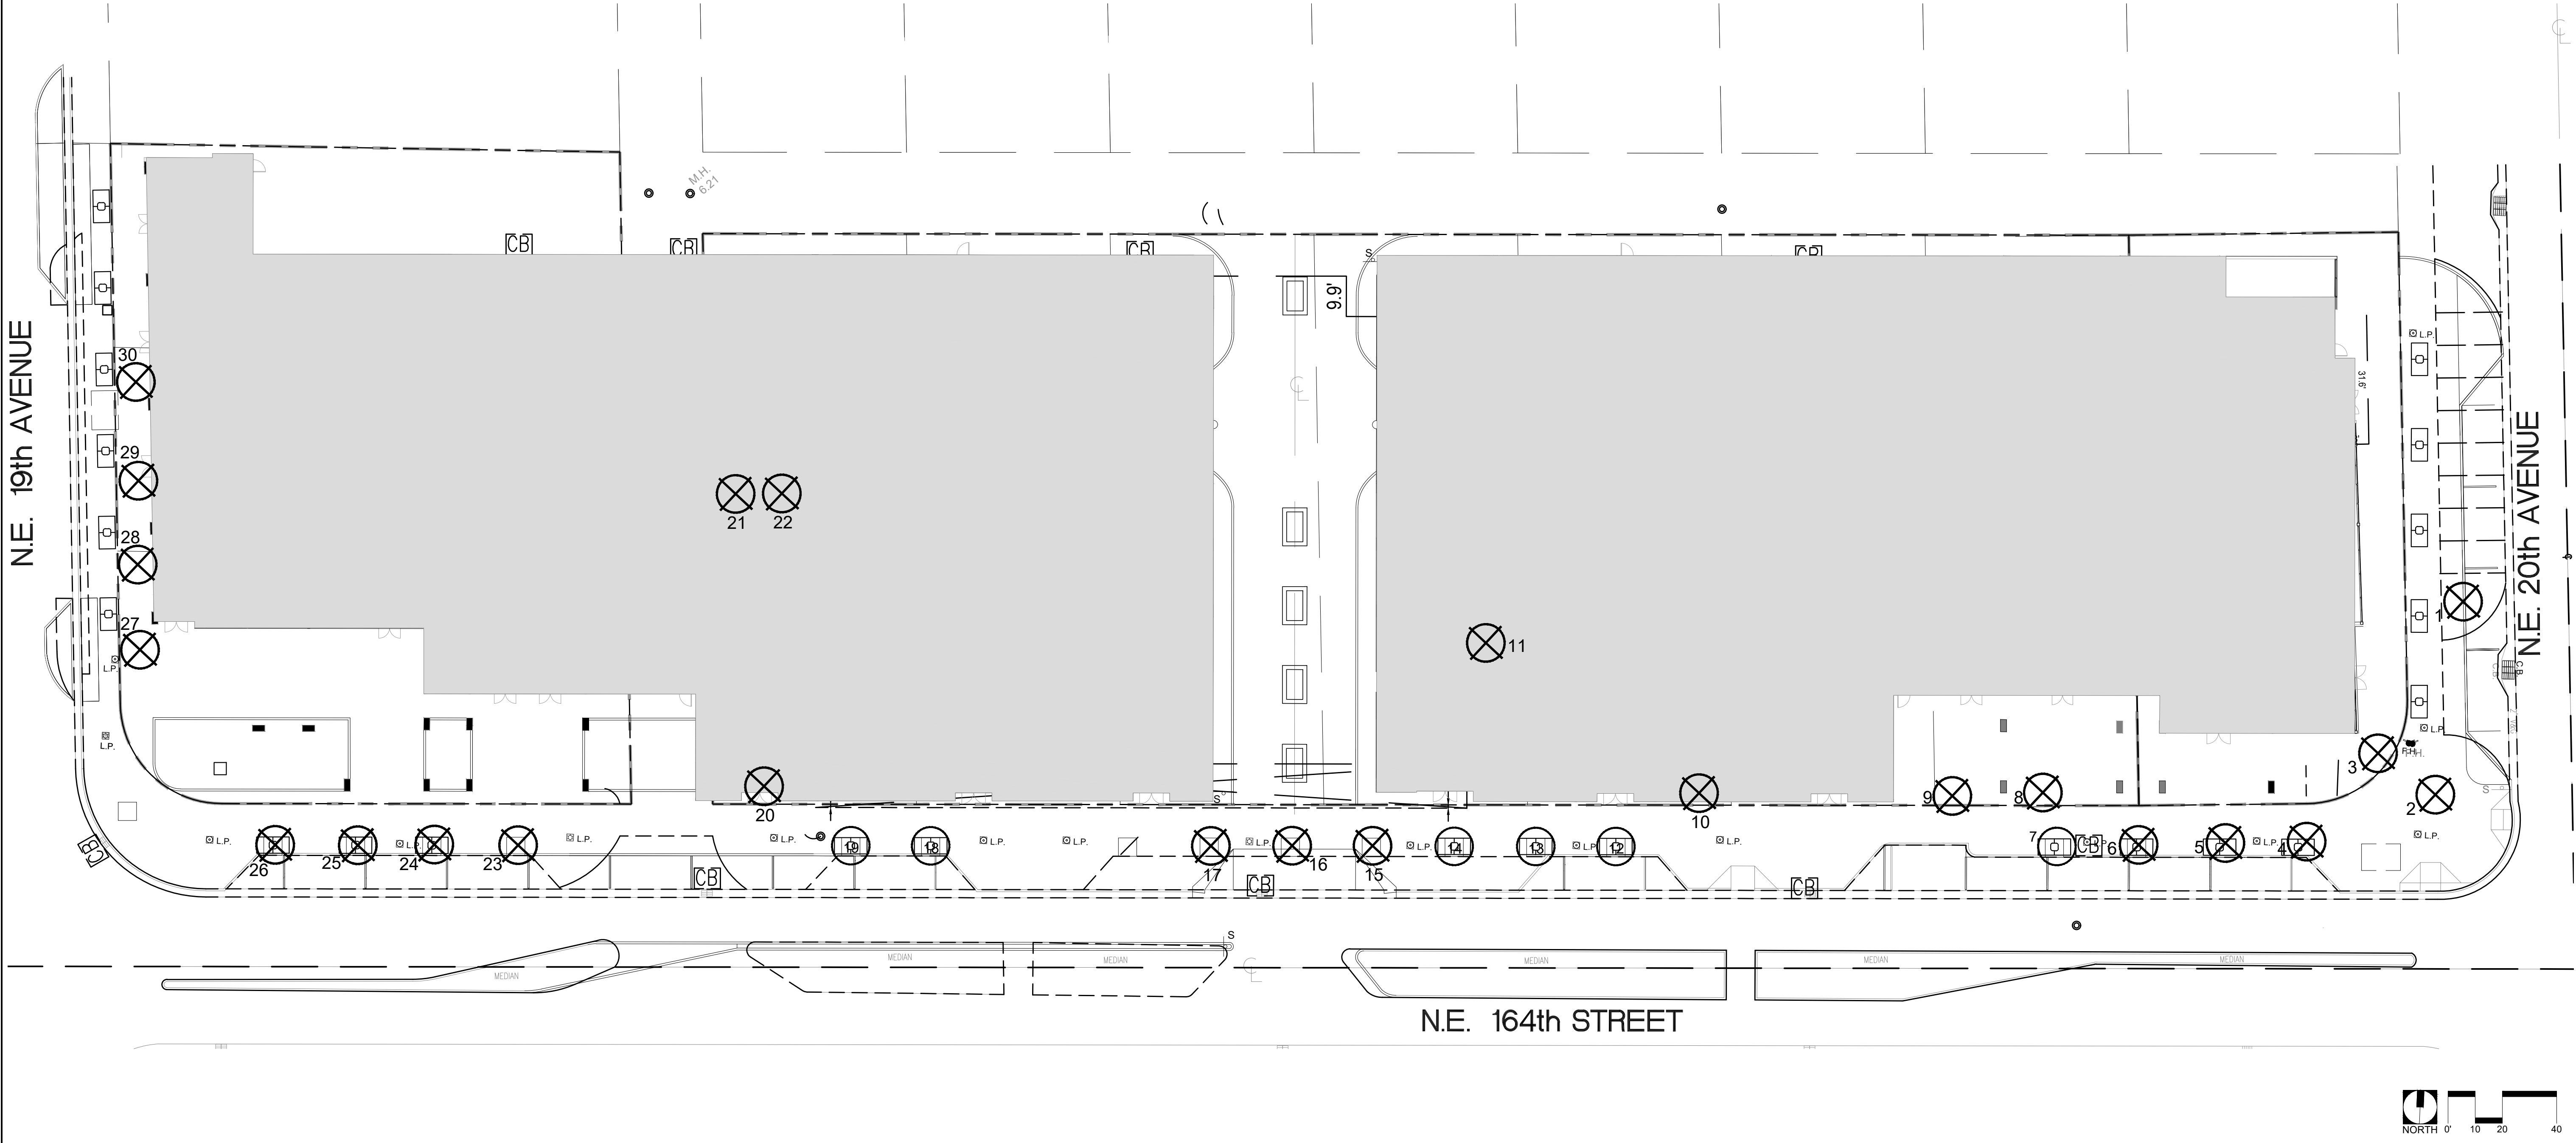 M.H.
6.21
CB
CB
CB
CB
S
9.9'
L.P.
31.6'
N.E. 19th AVENUE
N.E. 20th AVENUE
30
29
28
27
L.P.
L.P.
21
22
11
1
C.B.
L.P.
F.H.
3
2
S
L.P.
20
S
10
9
8
CB
L.P.
26
25
L.P.
24
23
L.P.
L.P.
19
18
L.P.
L.P.
17
L.P.
16
15
L.P.
14
13
L.P.
12
L.P.
7
CB
L.P.
6
5
L.P.
4
CB
CB
CB
S
MEDIAN
MEDIAN
MEDIAN
MEDIAN
MEDIAN
MEDIAN
N.E. 164th STREET
NORTH
0'
10
20
40